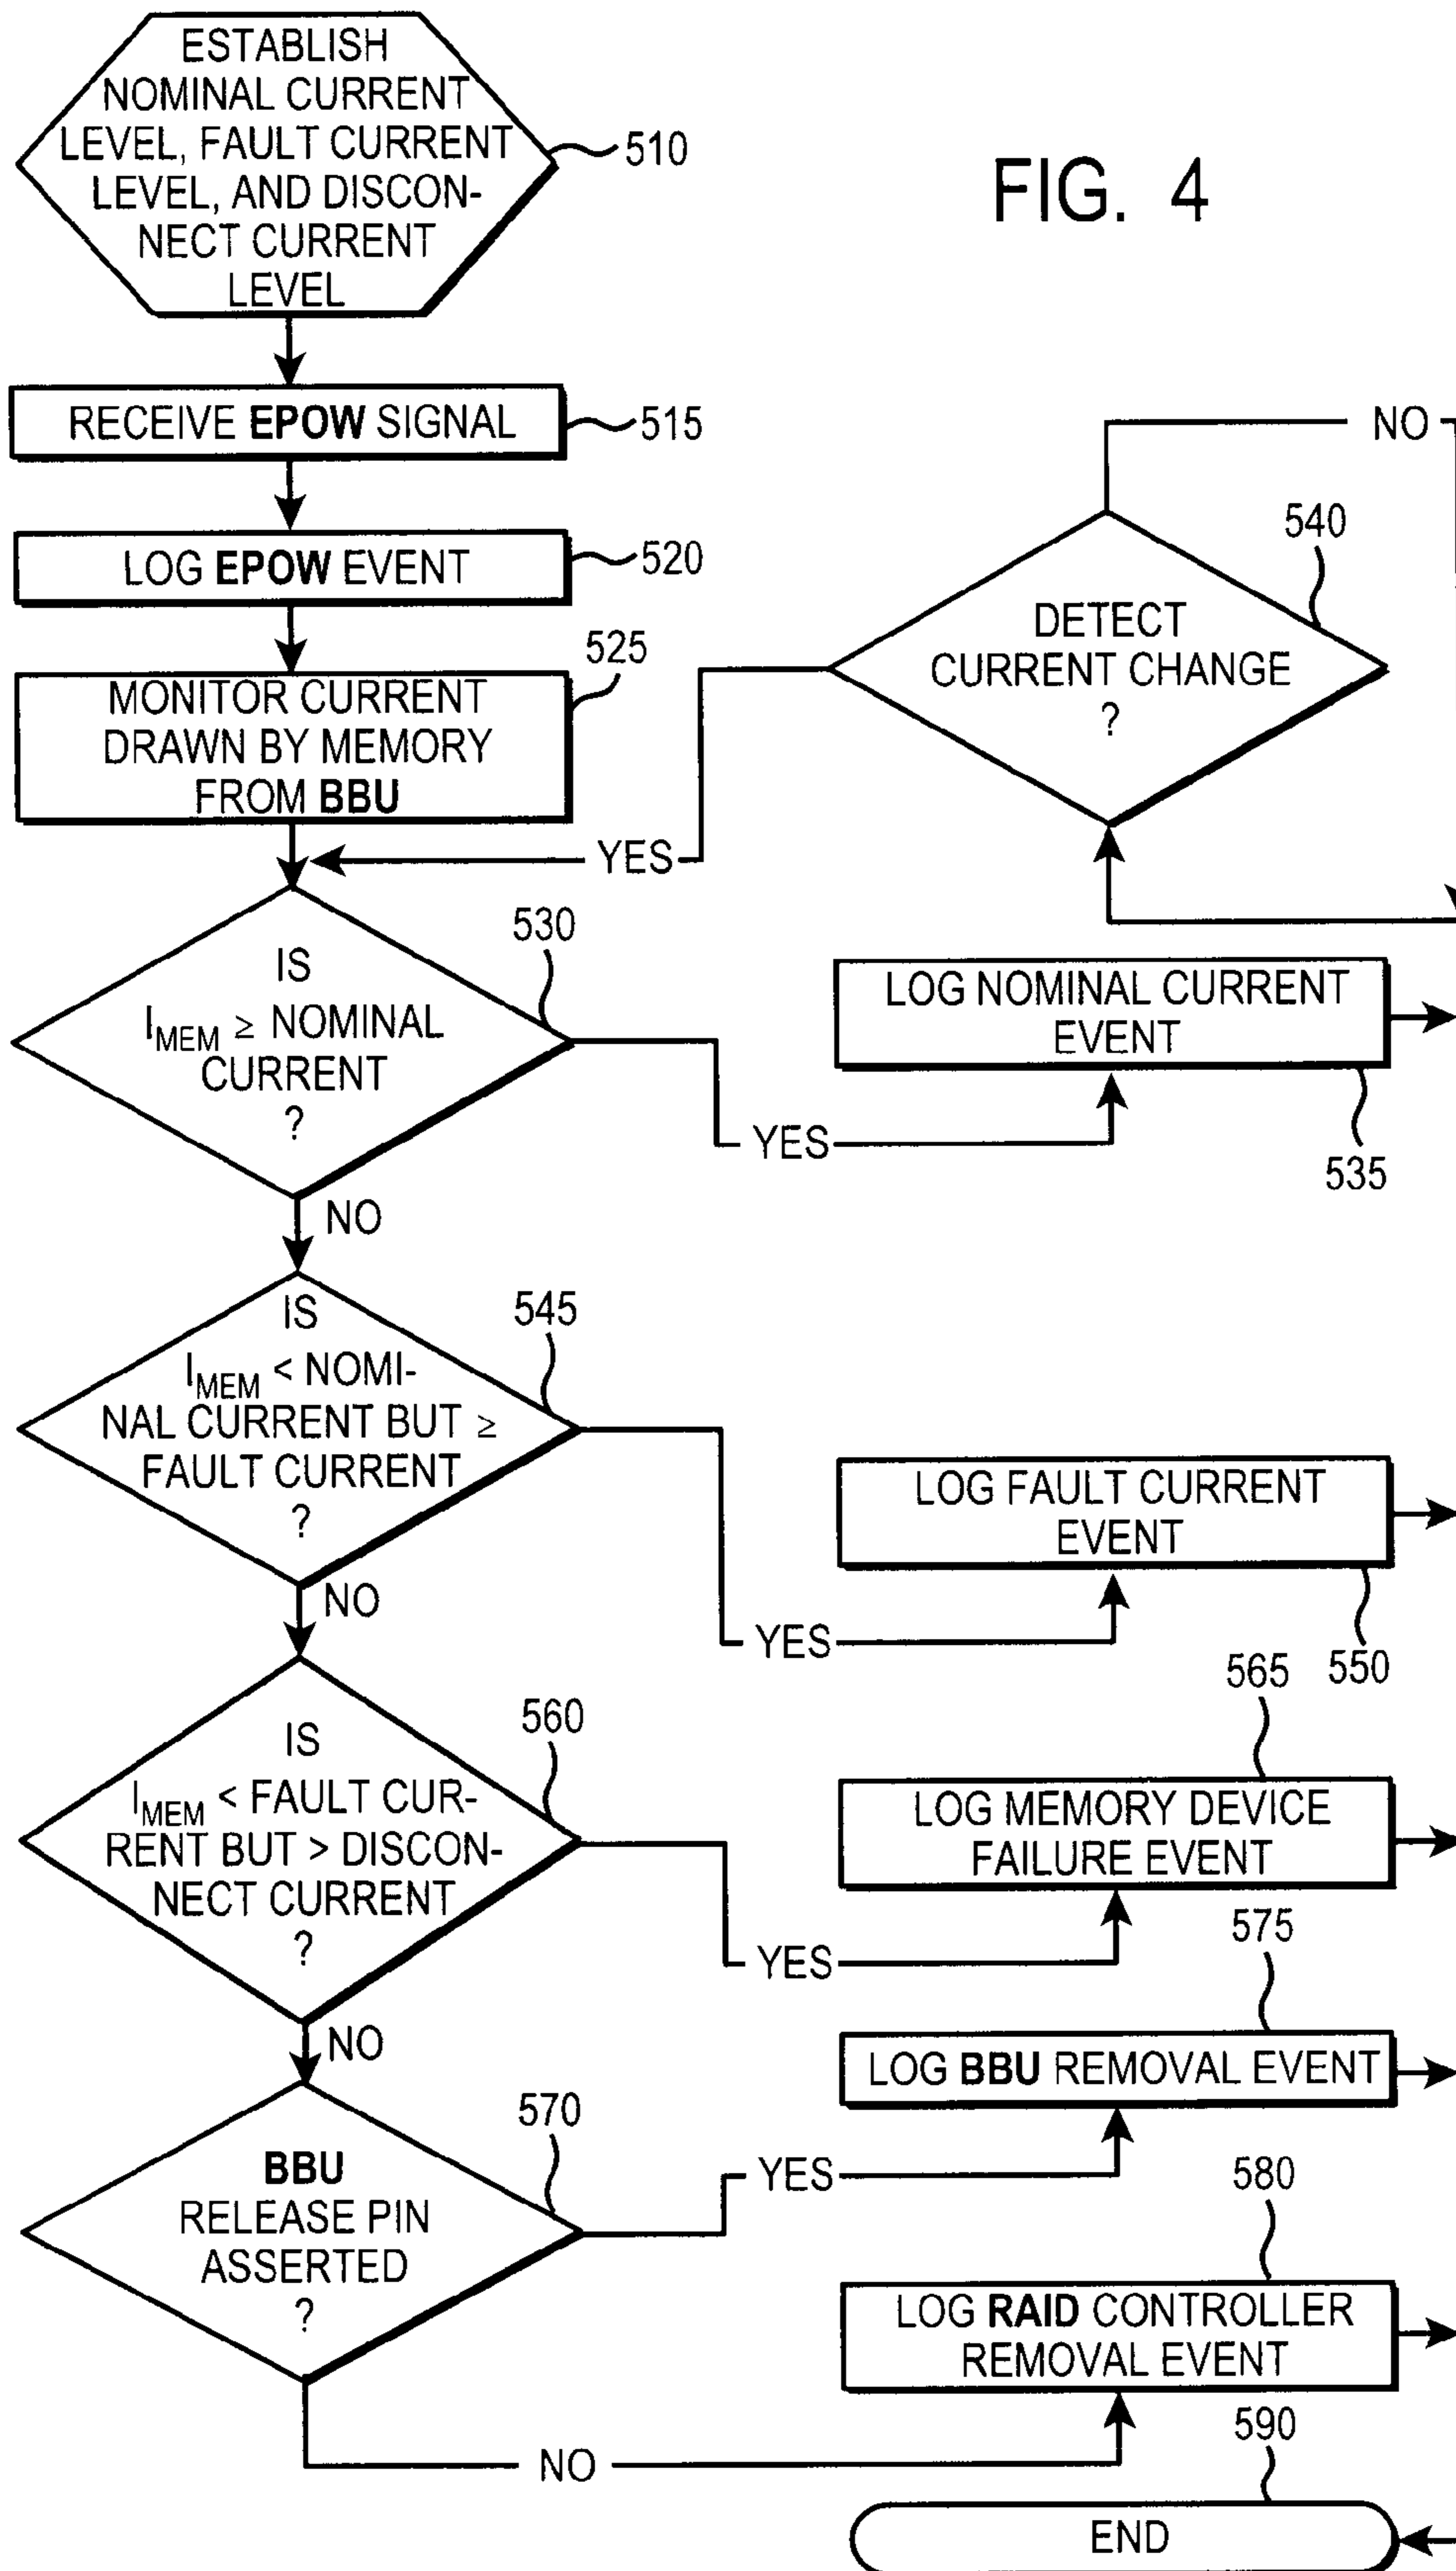 FIG. 4
ESTABLISH
NOMINAL CURRENT
LEVEL, FAULT CURRENT
LEVEL, AND DISCON-
NECT CURRENT
LEVEL
510
RECEIVE EPOW SIGNAL
515
LOG EPOW EVENT
520
MONITOR CURRENT
DRAWN BY MEMORY
FROM BBU
525
NO
540
DETECT
CURRENT CHANGE
?
YES
530
IS
I_MEM ≥ NOMINAL
CURRENT
?
YES
NO
LOG NOMINAL CURRENT
EVENT
535
545
IS
I_MEM < NOMI-
NAL CURRENT BUT ≥
FAULT CURRENT
?
YES
NO
LOG FAULT CURRENT
EVENT
550
560
IS
I_MEM < FAULT CUR-
RENT BUT > DISCON-
NECT CURRENT
?
YES
NO
565
LOG MEMORY DEVICE
FAILURE EVENT
570
BBU
RELEASE PIN
ASSERTED
?
YES
NO
575
LOG BBU REMOVAL EVENT
580
LOG RAID CONTROLLER
REMOVAL EVENT
590
END